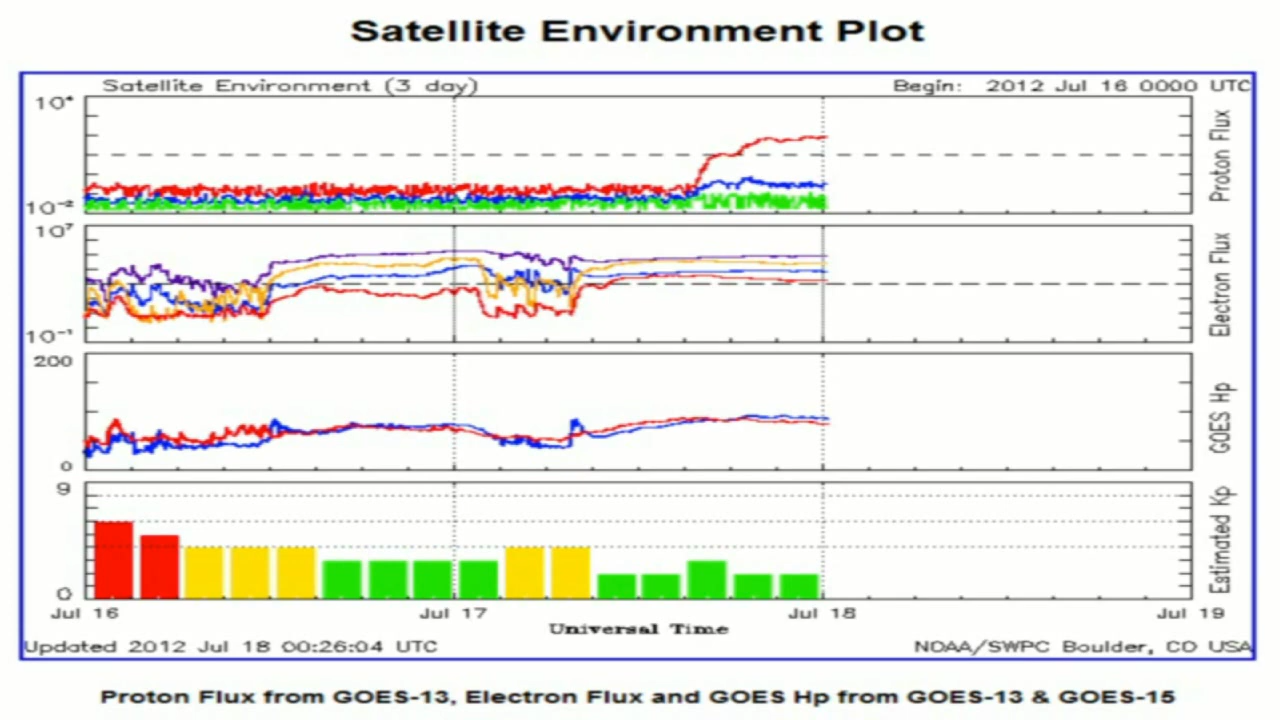 Satellite Environment Plot
Satellite Environment (3 day) Begin: 2012 Jul 16 0000 UTC
10⁴
Proton Flux
10⁻²
10⁷
Electron Flux
10⁻¹
200
GOES Hp
0
9
Estimated Kp
0
Jul 16 Jul 17 Jul 18 Jul 19
Universal Time
Updated 2012 Jul 18 00:26:04 UTC NOAA/SWPC Boulder, CO USA
Proton Flux from GOES-13, Electron Flux and GOES Hp from GOES-13 & GOES-15